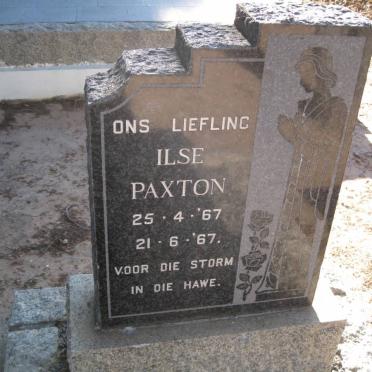 ONS LIEFLING
ILSE
PAXTON
25·4·'67
21·6·'67.
VOOR DIE STORM
IN DIE HAWE.